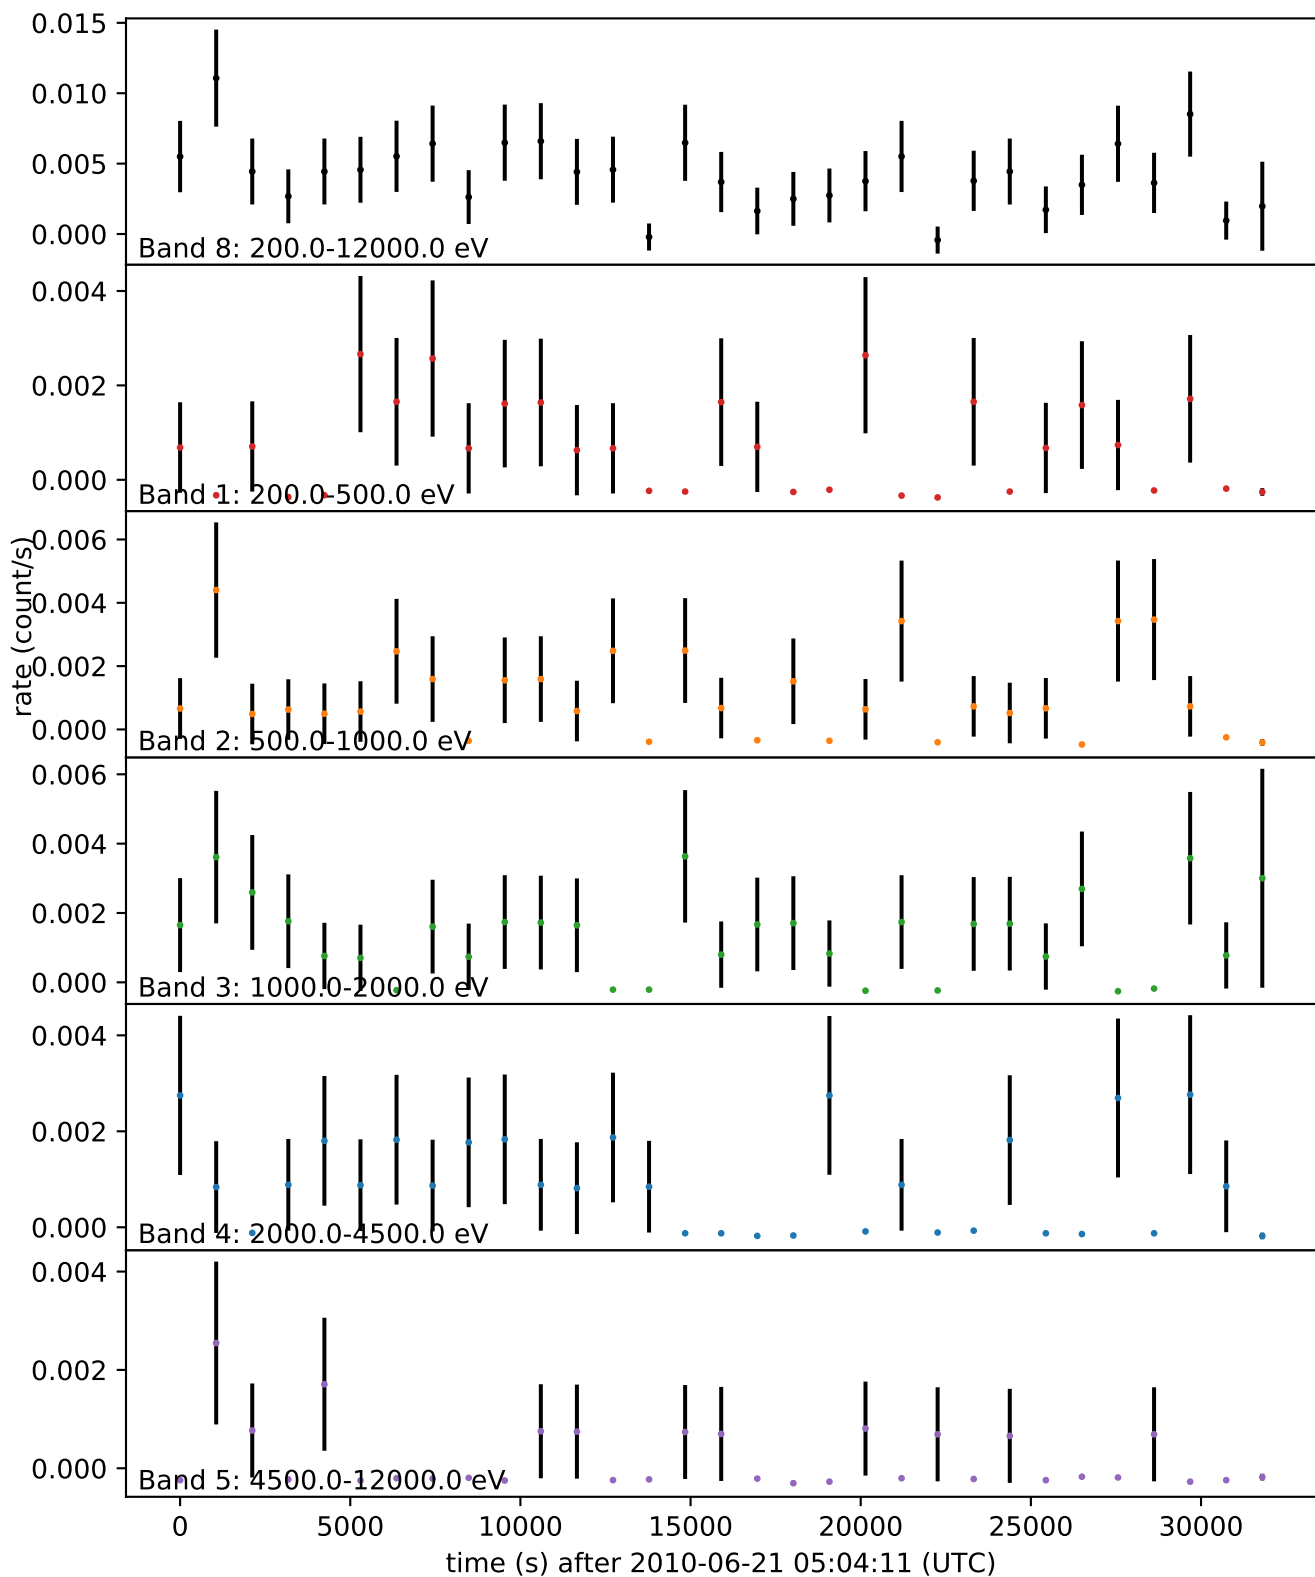 0.015
0.010
0.005
0.000
Band 8: 200.0-12000.0 eV
0.004
0.002
0.000
Band 1: 200.0-500.0 eV
rate (count/s)
0.006
0.004
0.002
0.000
Band 2: 500.0-1000.0 eV
0.006
0.004
0.002
0.000
Band 3: 1000.0-2000.0 eV
0.004
0.002
0.000
Band 4: 2000.0-4500.0 eV
0.004
0.002
0.000
Band 5: 4500.0-12000.0 eV
0 5000 10000 15000 20000 25000 30000
time (s) after 2010-06-21 05:04:11 (UTC)